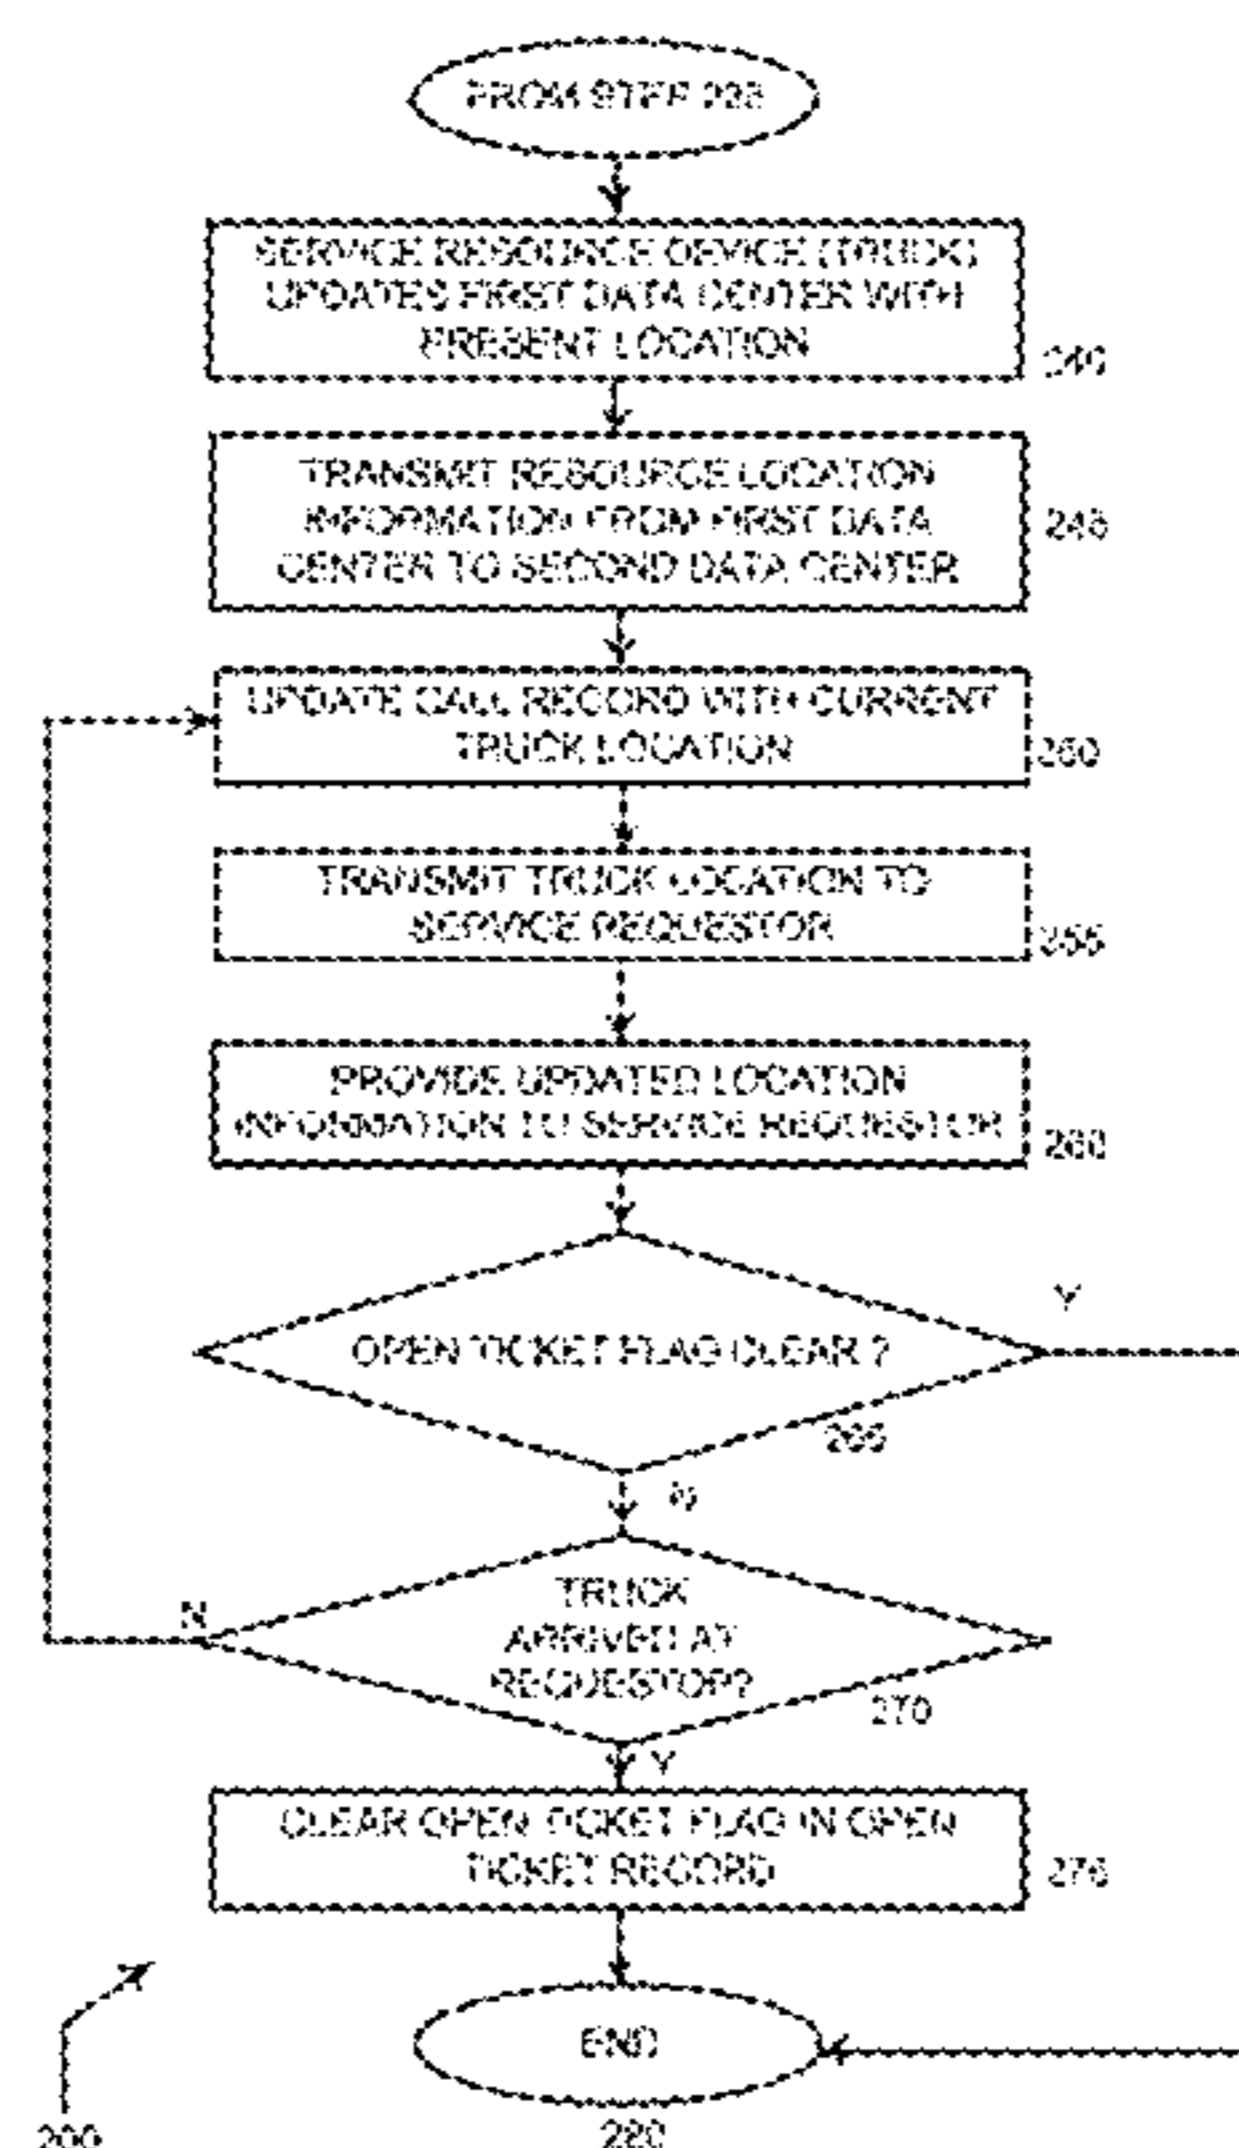 FROM STEP
SERVICE RESOURCE DEVICE (TRUCK)
UPDATES FIRST DATA CENTER WITH
PRESENT LOCATION
240
TRANSMIT RESOURCE LOCATION
INFORMATION FROM FIRST DATA
CENTER TO SECOND DATA CENTER
245
UPDATE CALL RECORD WITH CURRENT
TRUCK LOCATION
250
TRANSMIT TRUCK LOCATION TO
SERVICE REQUESTOR
255
PROVIDE UPDATED LOCATION
INFORMATION TO SERVICE REQUESTOR
260
Y
OPEN TICKET FLAG CLEAR ?
265
N
N
TRUCK
ARRIVED AT
REQUESTOR?
270
Y
CLEAR OPEN TICKET FLAG IN OPEN
TICKET RECORD
275
END
200
280